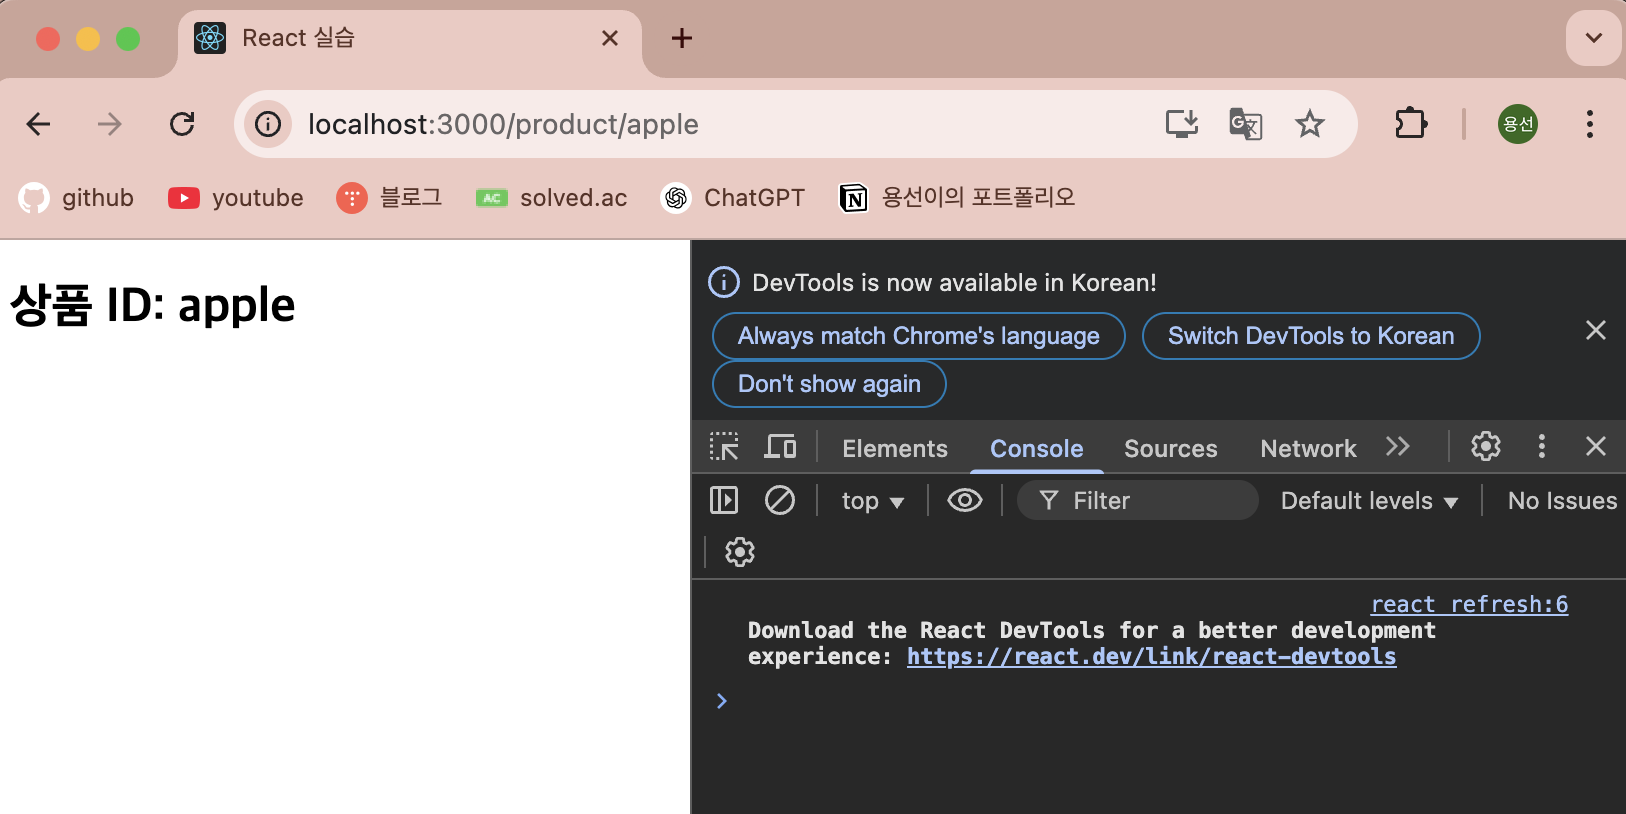 React 실습
localhost:3000/product/apple
용선
github
youtube
블로그
AC
solved.ac
ChatGPT
용선이의 포트폴리오
상품 ID: apple
DevTools is now available in Korean!
Always match Chrome's language
Switch DevTools to Korean
Don't show again
Elements
Console
Sources
Network
top
Filter
Default levels
No Issues
react refresh:6
Download the React DevTools for a better development
experience: https://react.dev/link/react-devtools